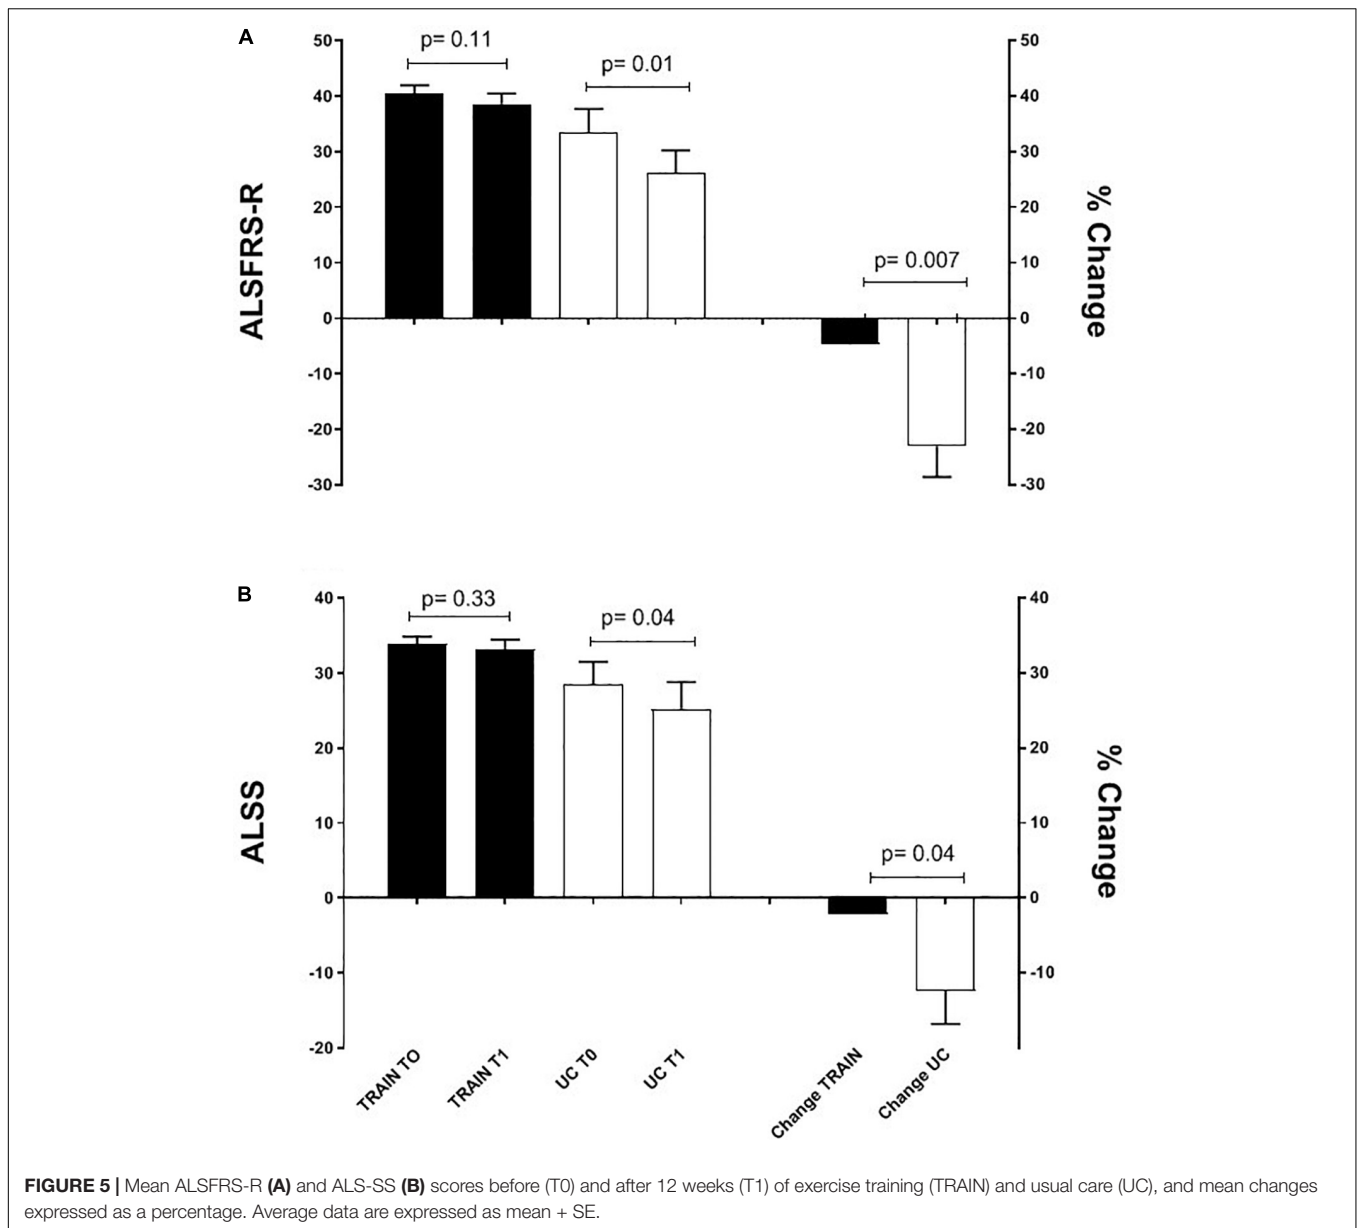 A
p= 0.11
p= 0.01
p= 0.007
50
40
30
20
10
0
-10
-20
-30
ALSFRS-R
50
40
30
20
10
0
-10
-20
-30
% Change
B
p= 0.33
p= 0.04
p= 0.04
40
30
20
10
0
-10
-20
ALSS
40
30
20
10
0
-10
% Change
TRAIN TO
TRAIN T1
UC T0
UC T1
Change TRAIN
Change UC
FIGURE 5 | Mean ALSFRS-R (A) and ALS-SS (B) scores before (T0) and after 12 weeks (T1) of exercise training (TRAIN) and usual care (UC), and mean changes
expressed as a percentage. Average data are expressed as mean + SE.